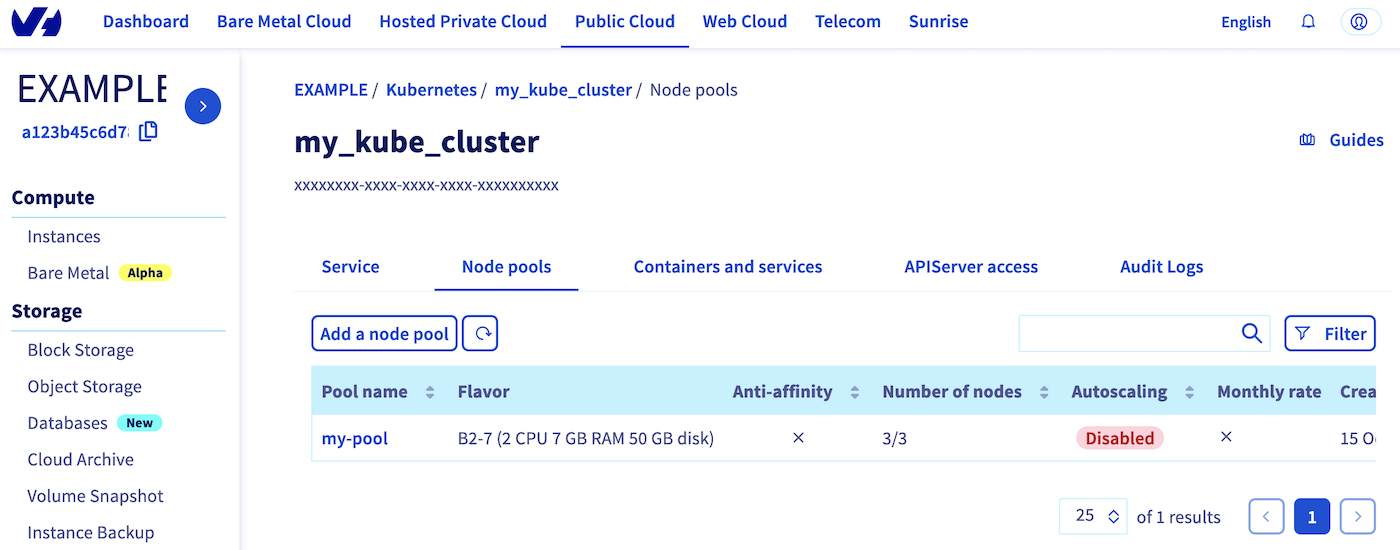 Dashboard Bare Metal Cloud Hosted Private Cloud Public Cloud Web Cloud Telecom Sunrise English
EXAMPLE
a123b45c6d7
Compute
Instances
Bare Metal Alpha
Storage
Block Storage
Object Storage
Databases New
Cloud Archive
Volume Snapshot
Instance Backup
EXAMPLE / Kubernetes / my_kube_cluster / Node pools
my_kube_cluster
Guides
xxxxxxxx-xxxx-xxxx-xxxx-xxxxxxxxxx
Service Node pools Containers and services APIServer access Audit Logs
Add a node pool
Filter
Pool name Flavor Anti-affinity Number of nodes Autoscaling Monthly rate Crea
my-pool B2-7 (2 CPU 7 GB RAM 50 GB disk) 3/3 Disabled 15 O
25 of 1 results 1